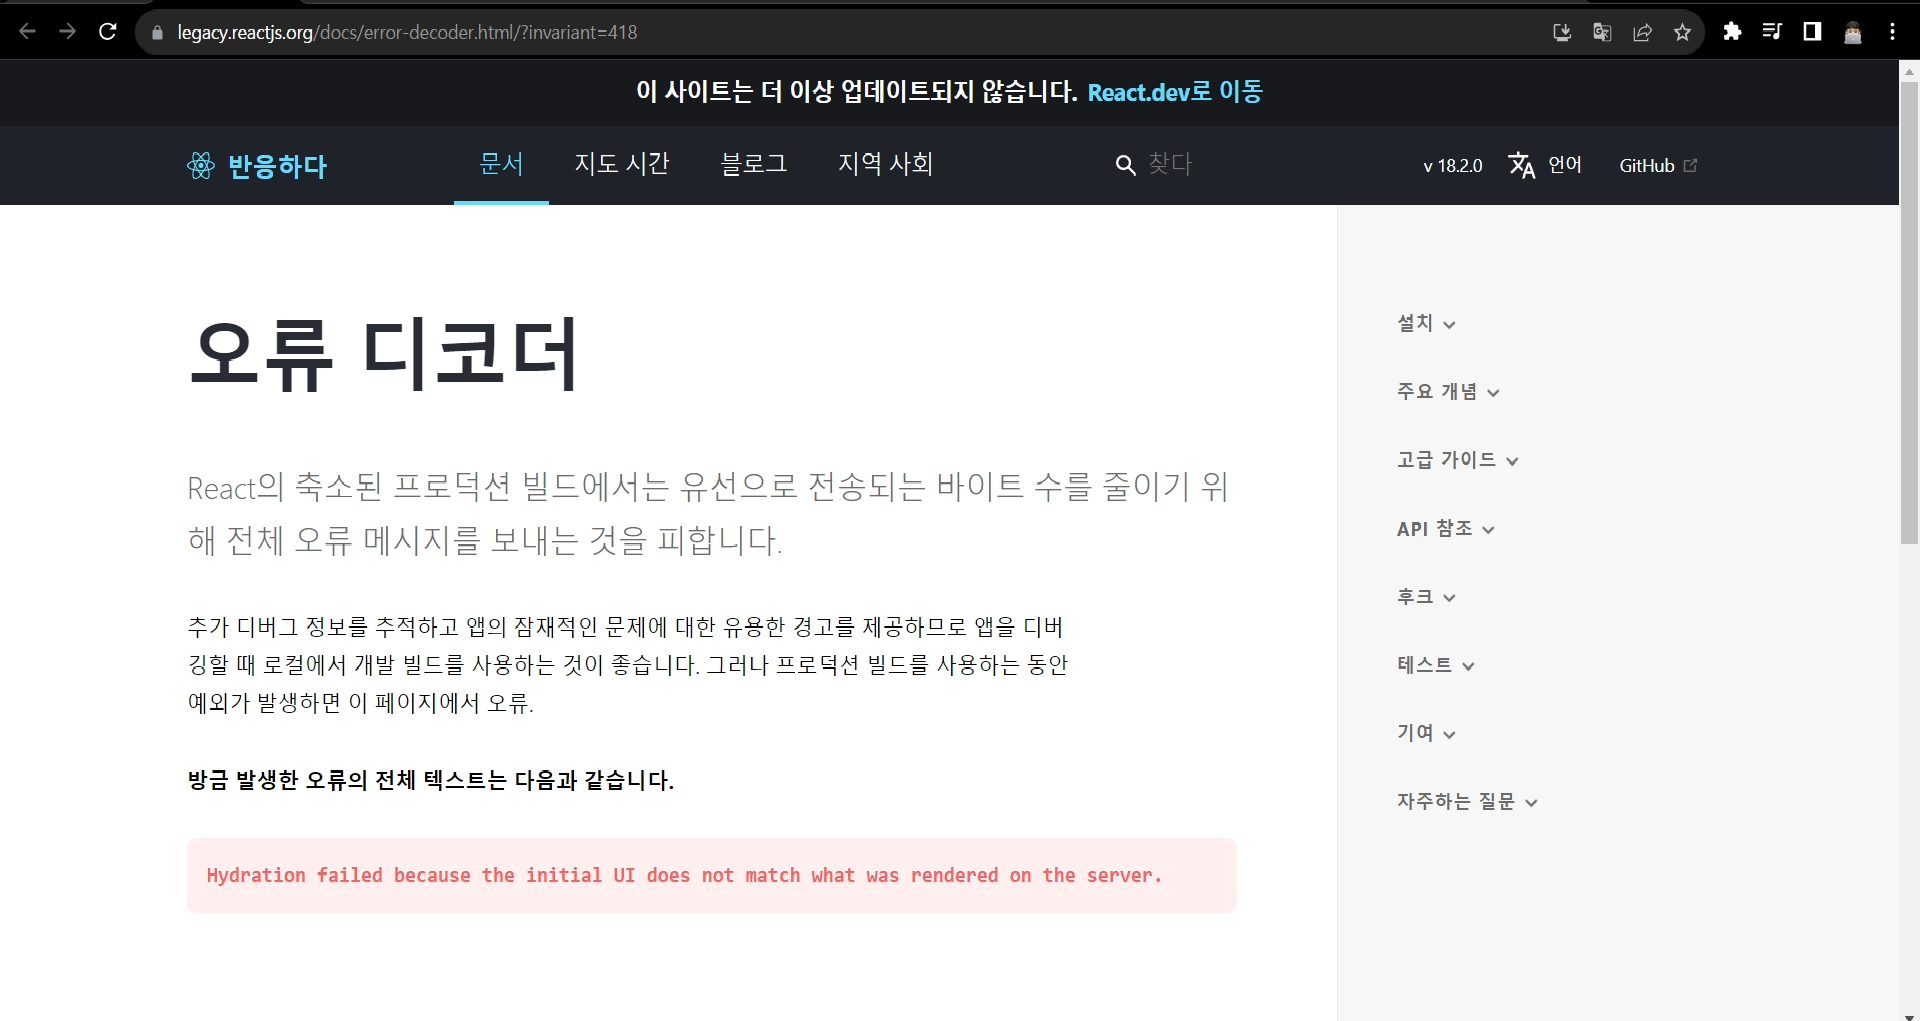 legacy.reactjs.org/docs/error-decoder.html/?invariant=418
이 사이트는 더 이상 업데이트되지 않습니다. React.dev로 이동
반응하다
문서
지도 시간
블로그
지역 사회
찾다
v 18.2.0
언어
GitHub
오류 디코더
React의 축소된 프로덕션 빌드에서는 유선으로 전송되는 바이트 수를 줄이기 위
해 전체 오류 메시지를 보내는 것을 피합니다.
추가 디버그 정보를 추적하고 앱의 잠재적인 문제에 대한 유용한 경고를 제공하므로 앱을 디버
깅할 때 로컬에서 개발 빌드를 사용하는 것이 좋습니다. 그러나 프로덕션 빌드를 사용하는 동안
예외가 발생하면 이 페이지에서 오류.
방금 발생한 오류의 전체 텍스트는 다음과 같습니다.
Hydration failed because the initial UI does not match what was rendered on the server.
설치
주요 개념
고급 가이드
API 참조
후크
테스트
기여
자주하는 질문